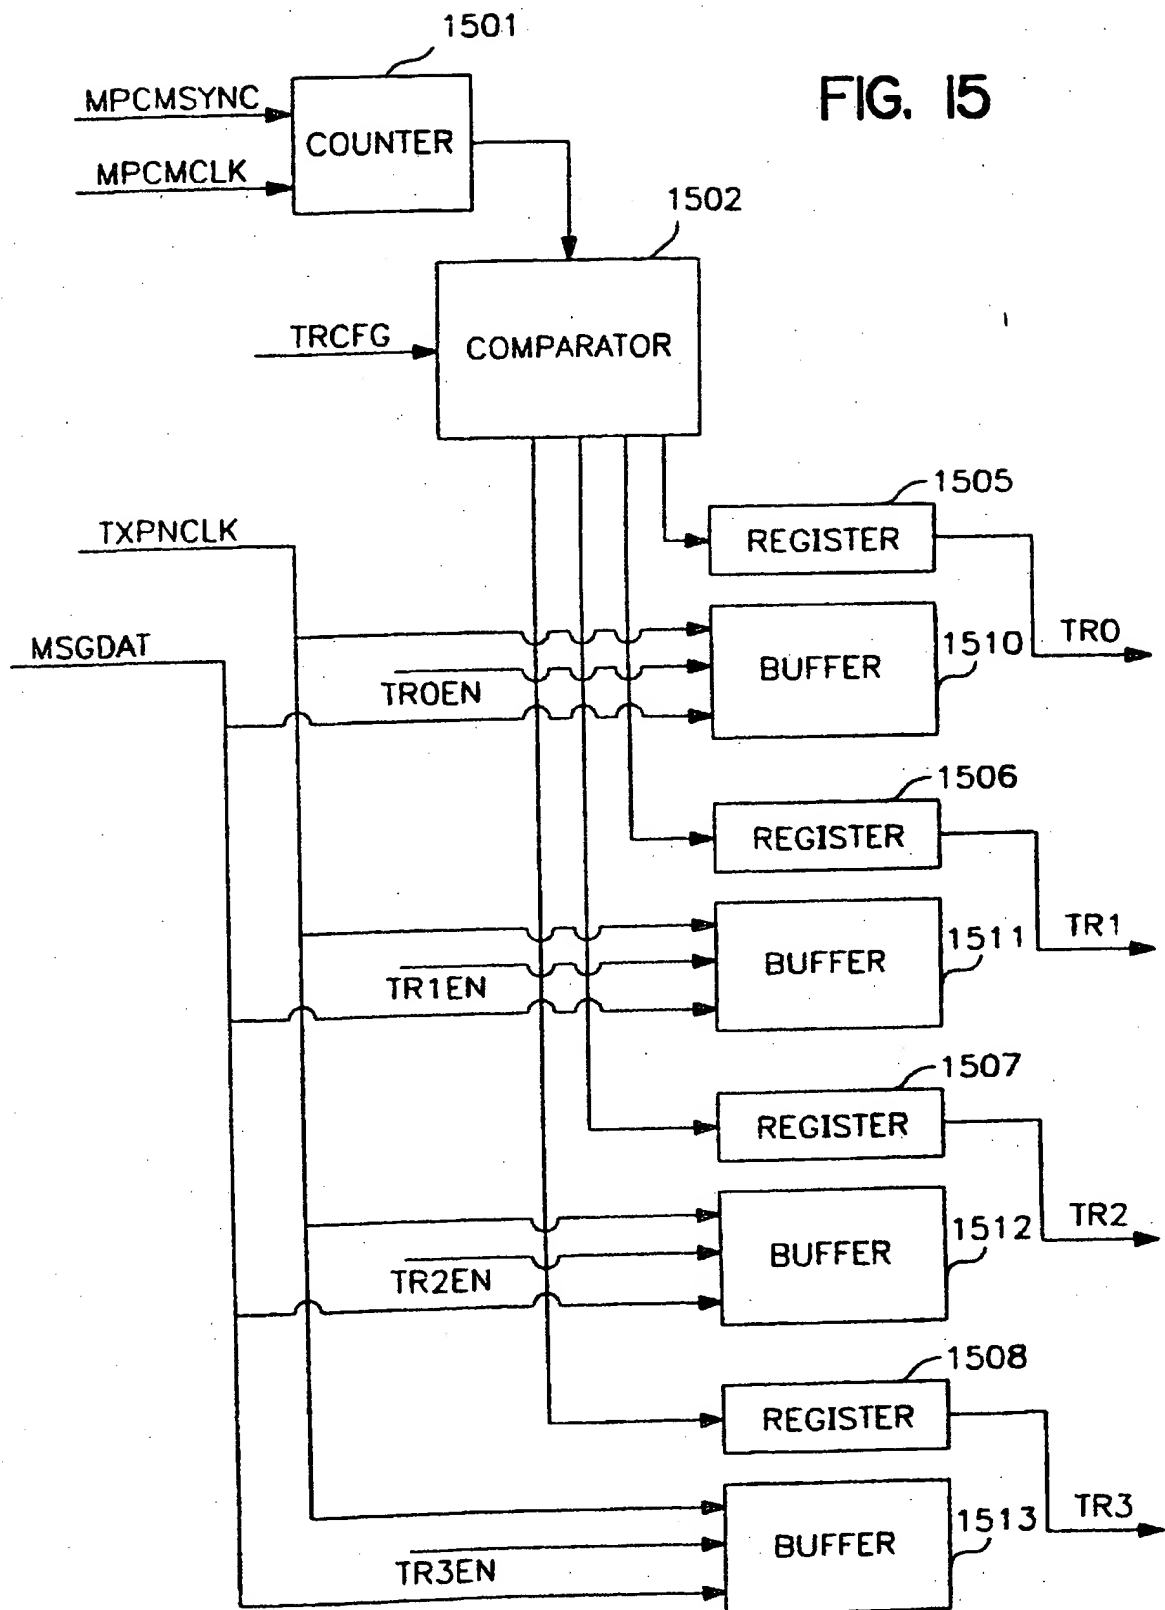 1501
FIG. 15
MPCMSYNC
COUNTER
MPCMCLK
1502
TRCFG
COMPARATOR
1505
TXPNCLK
REGISTER
MSGDAT
TR0
BUFFER
1510
TR0EN
1506
REGISTER
TR1
BUFFER
1511
TR1EN
1507
REGISTER
TR2
BUFFER
1512
TR2EN
1508
REGISTER
TR3
BUFFER
1513
TR3EN